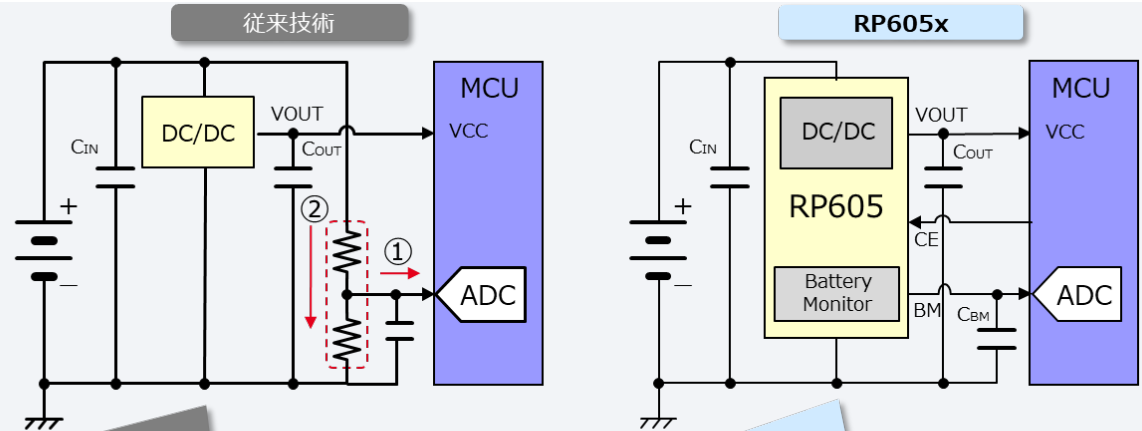 従来技術
RP605x
MCU
VOUT
DC/DC
VCC
CIN
COUT
+
②
①
ADC
－
MCU
VOUT
DC/DC
VCC
CIN
COUT
RP605
+
CE
Battery
Monitor
ADC
－
BM
CBM